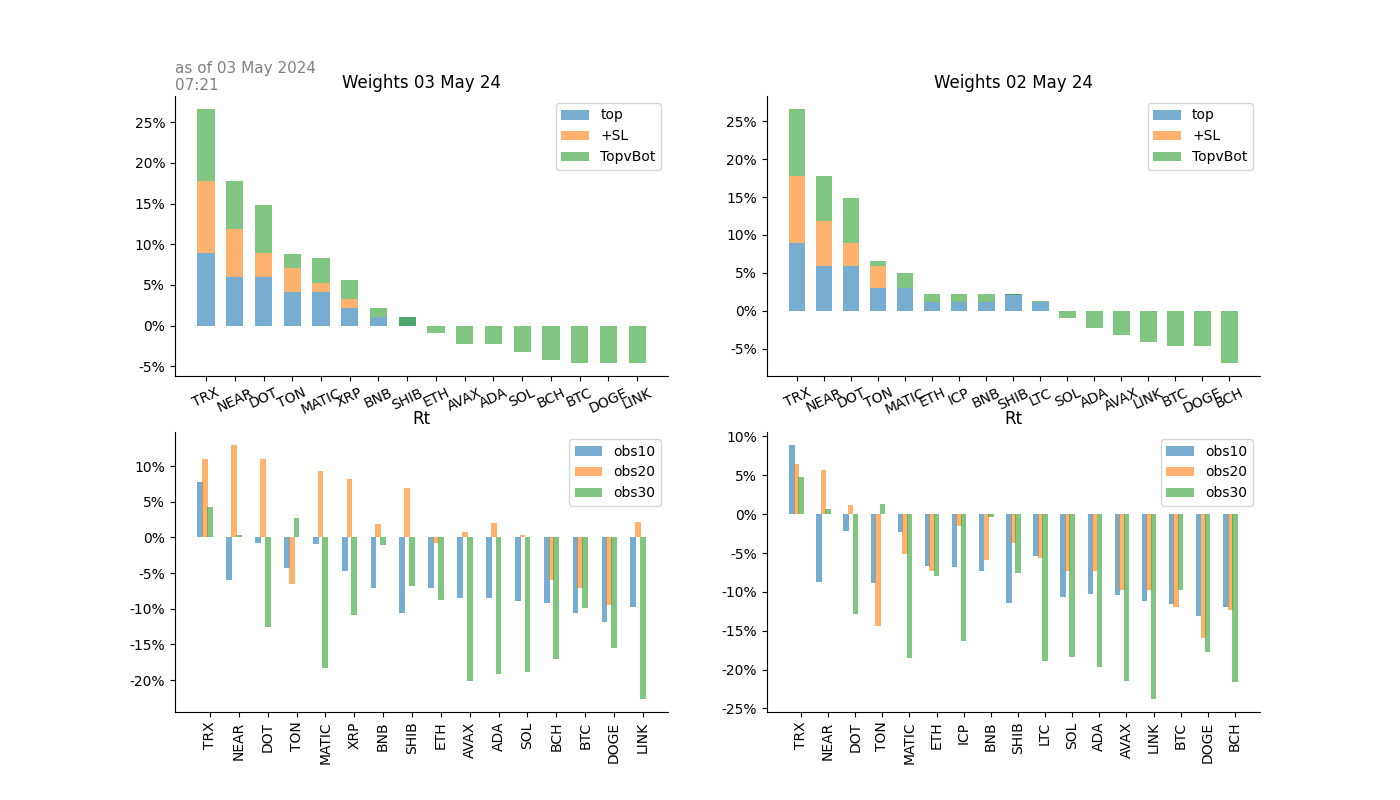 as of 03 May 2024
07:21
Weights 03 May 24
25%
20%
15%
10%
5%
0%
-5%
top
+SL
TopvBot
TRX NEAR DOT TON MATIC XRP BNB SHIB ETH AVAX ADA SOL BCH BTC DOGE LINK
Weights 02 May 24
25%
20%
15%
10%
5%
0%
-5%
top
+SL
TopvBot
TRX NEAR DOT TON MATIC ETH ICP BNB SHIB LTC SOL ADA AVAX LINK BTC DOGE BCH
Rt
10%
5%
0%
-5%
-10%
-15%
-20%
obs10
obs20
obs30
TRX NEAR DOT TON MATIC XRP BNB SHIB ETH AVAX ADA SOL BCH BTC DOGE LINK
Rt
10%
5%
0%
-5%
-10%
-15%
-20%
-25%
obs10
obs20
obs30
TRX NEAR DOT TON MATIC ETH ICP BNB SHIB LTC SOL ADA AVAX LINK BTC DOGE BCH